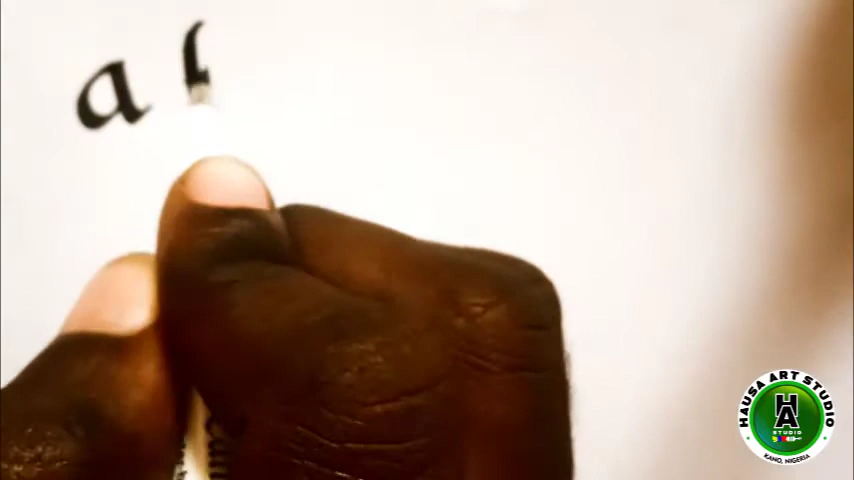 a
HAUSA ART STUDIO
HA
STUDIO
KANO, NIGERIA